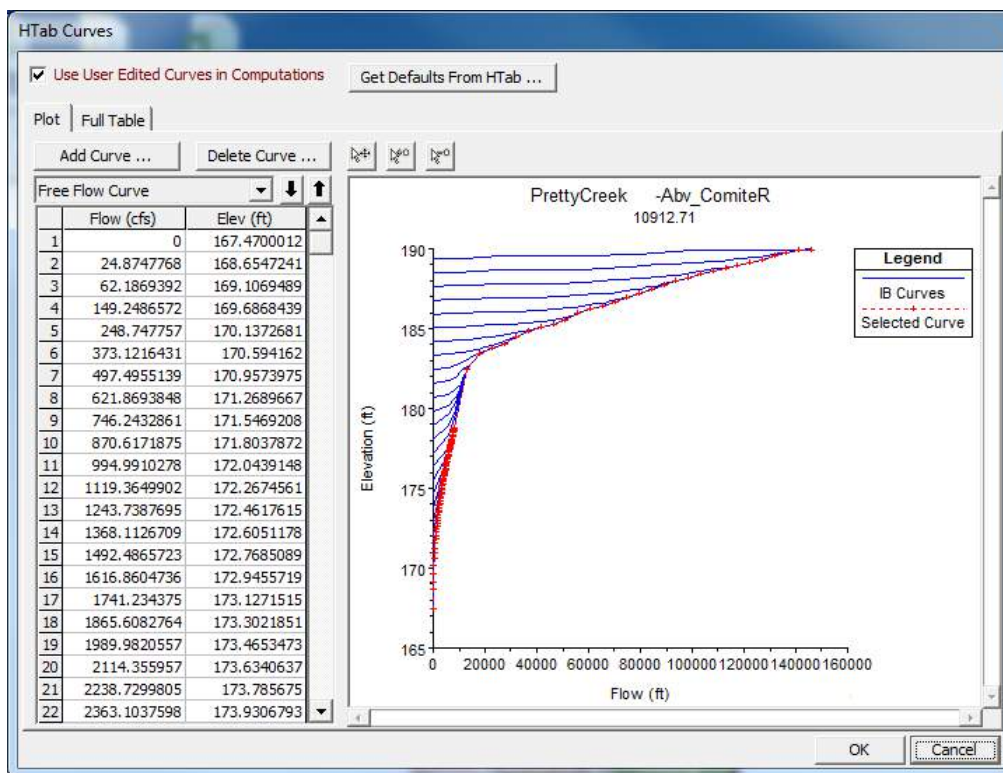 HTab Curves
Use User Edited Curves in Computations
Get Defaults From HTab ...
Plot
Full Table
Add Curve ...
Delete Curve ...
Free Flow Curve
Flow (cfs) Elev (ft)
1 0 167.4700012
2 24.8747768 168.6547241
3 62.1869392 169.1069489
4 149.2486572 169.6868439
5 248.747757 170.1372681
6 373.1216431 170.594162
7 497.4955139 170.9573975
8 621.8693848 171.2689667
9 746.2432861 171.5469208
10 870.6171875 171.8037872
11 994.9910278 172.0439148
12 1119.3649902 172.2674561
13 1243.7387695 172.4617615
14 1368.1126709 172.6051178
15 1492.4865723 172.7685089
16 1616.8604736 172.9455719
17 1741.234375 173.1271515
18 1865.6082764 173.3021851
19 1989.9820557 173.4653473
20 2114.355957 173.6340637
21 2238.7299805 173.785675
22 2363.1037598 173.9306793
PrettyCreek -Abv_ComiteR
10912.71
190
185
180
175
170
165
Elevation (ft)
0 20000 40000 60000 80000 100000 120000 140000 160000
Flow (ft)
Legend
IB Curves
Selected Curve
OK
Cancel